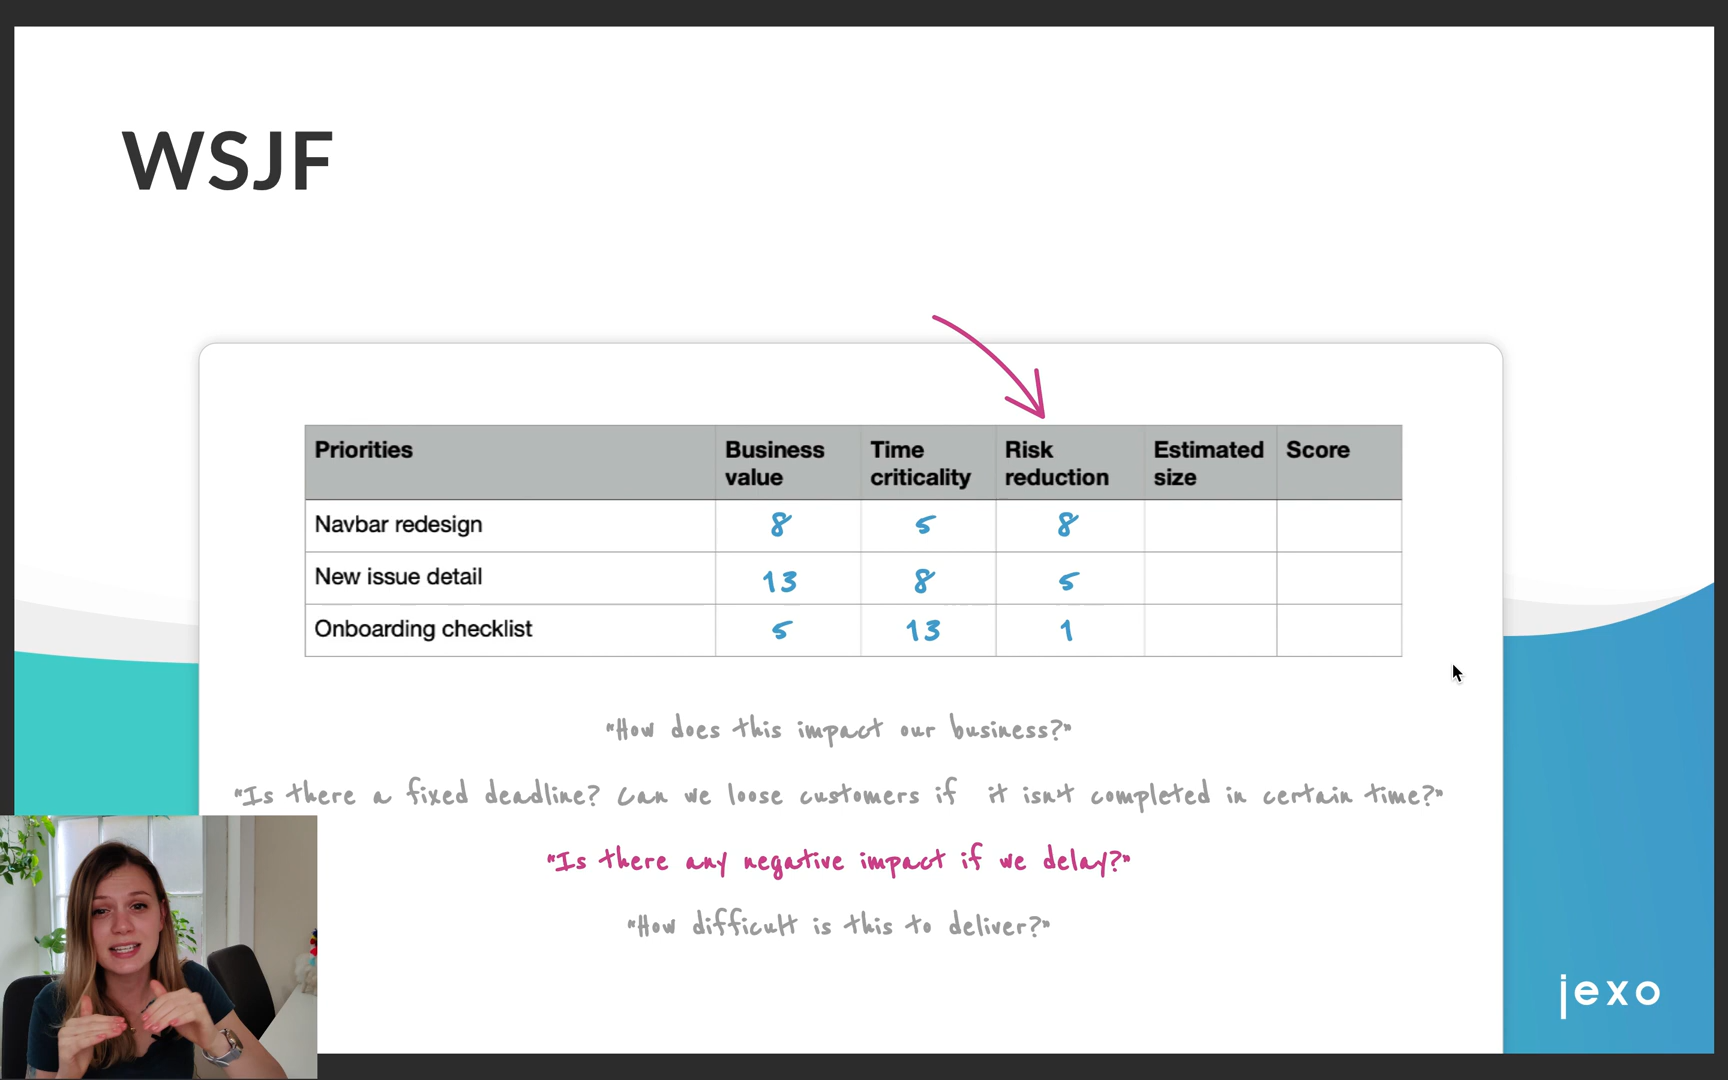 WSJF
Priorities Business value Time criticality Risk reduction Estimated size Score
Navbar redesign 8 5 8
New issue detail 13 8 5
Onboarding checklist 5 13 1
"How does this impact our business?"
"Is there a fixed deadline? Can we loose customers if it isn't completed in certain time?"
"Is there any negative impact if we delay?"
"How difficult is this to deliver?"
jexo